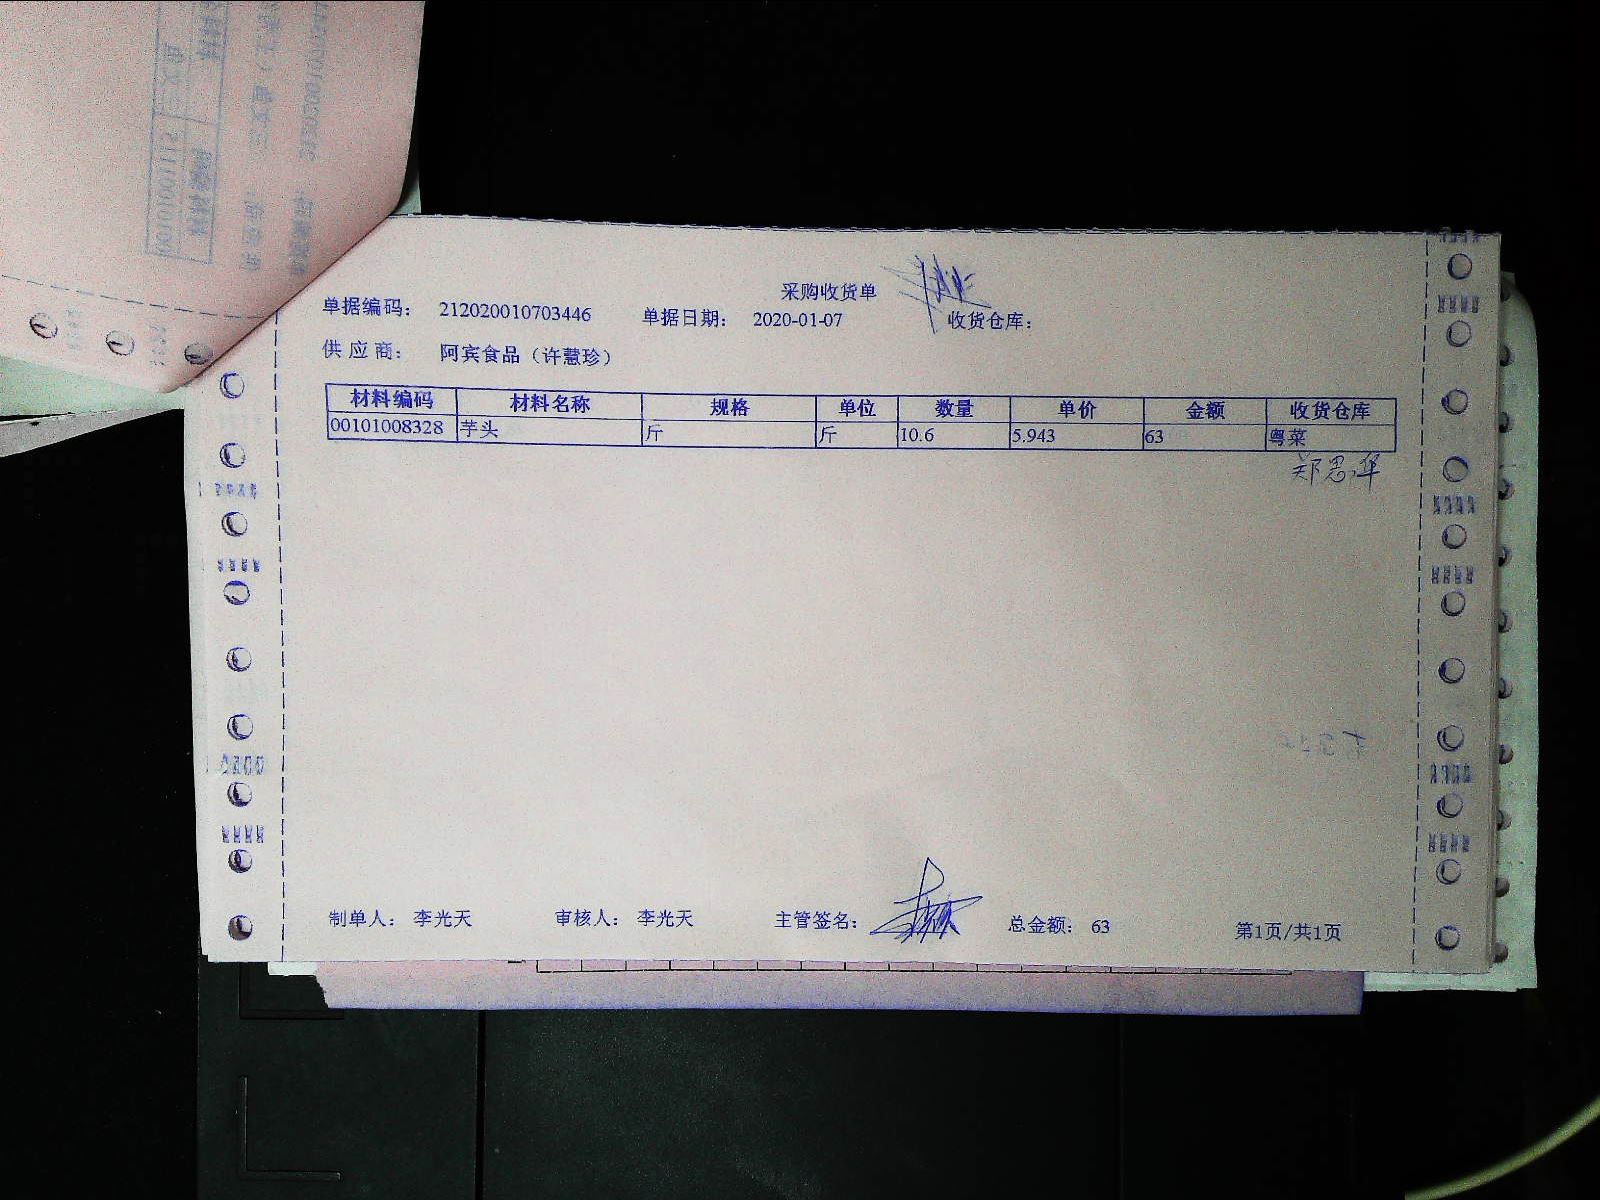 采购收货单
单据编码： 212020010703446 单据日期： 2020-01-07 收货仓库：
供 应 商： 阿宾食品（许慧珍）
材料编码 材料名称 规格 单位 数量 单价 金额 收货仓库
00101008328 芋头 斤 斤 10.6 5.943 63 粤菜
制单人： 李光天 审核人： 李光天 主管签名： 总金额： 63 第1页/共1页